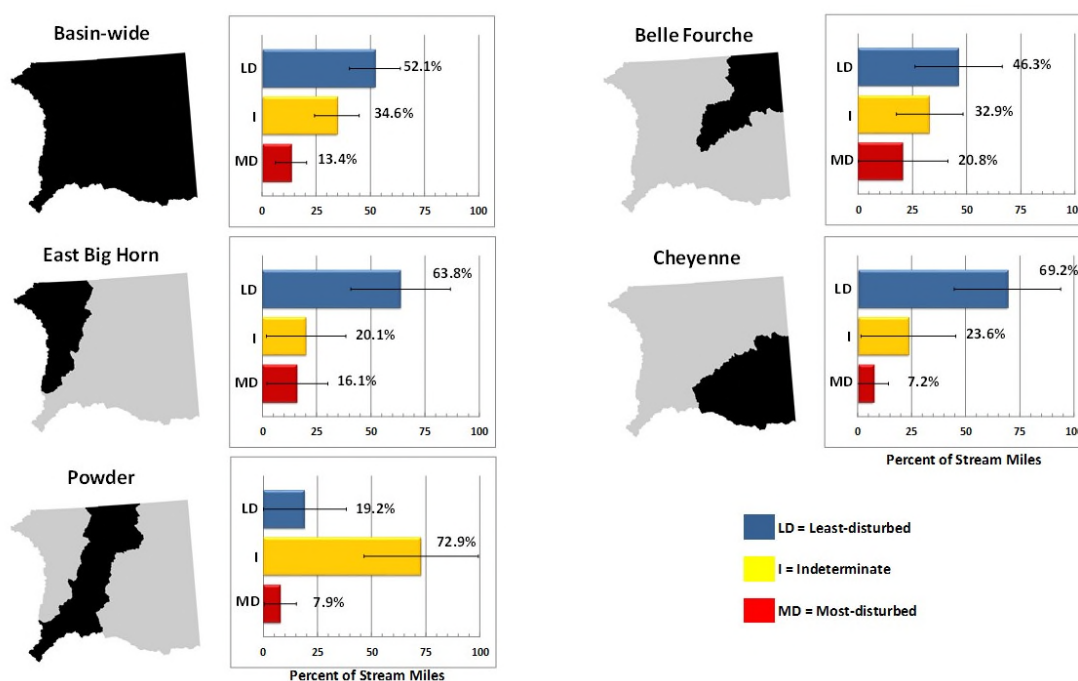 Basin-wide
LD
52.1%
I
34.6%
MD
13.4%
0 25 50 75 100
Belle Fourche
LD
46.3%
I
32.9%
MD
20.8%
0 25 50 75 100
East Big Horn
LD
63.8%
I
20.1%
MD
16.1%
0 25 50 75 100
Cheyenne
LD
69.2%
I
23.6%
MD
7.2%
0 25 50 75 100
Percent of Stream Miles
Powder
LD
19.2%
I
72.9%
MD
7.9%
0 25 50 75 100
Percent of Stream Miles
LD = Least-disturbed
I = Indeterminate
MD = Most-disturbed